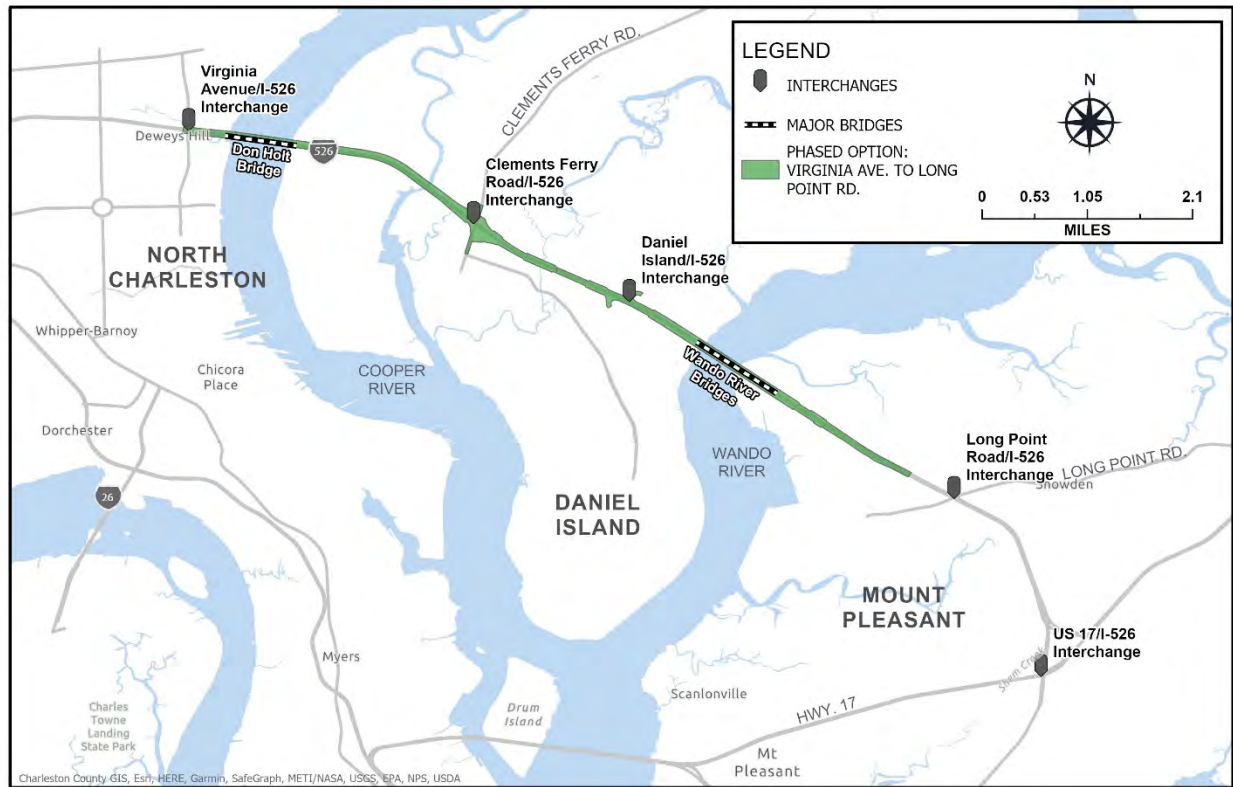 Virginia
Avenue/I-526
Interchange
Deweys Hill
Don Holt
Bridge
526
CLEMENTS FERRY RD.
Clements Ferry
Road/I-526
Interchange
LEGEND
INTERCHANGES
MAJOR BRIDGES
PHASED OPTION:
VIRGINIA AVE. TO LONG
POINT RD.
N
0 0.53 1.05 2.1
MILES
NORTH
CHARLESTON
Daniel
Island/I-526
Interchange
Whipper-Barnoy
Chicora
Place
COOPER
RIVER
Wando River
Bridges
Dorchester
26
WANDO
RIVER
Long Point
Road/I-526
Interchange
LONG POINT RD.
Snowden
DANIEL
ISLAND
MOUNT
PLEASANT
US 17/I-526
Interchange
Shem Creek
Myers
Scanlonville
HWY. 17
Drum
Island
Charles
Towne
Landing
State Park
Mt
Pleasant
Charleston County GIS, Esri, HERE, Garmin, SafeGraph, METI/NASA, USGS, EPA, NPS, USDA